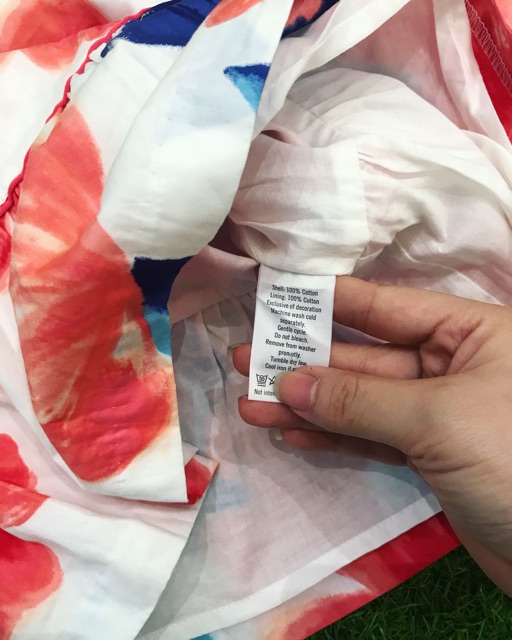 Shell: 100% Cotton
Lining: 100% Cotton
Exclusive of decoration
Machine wash cold
separately.
Gentle cycle.
Do not bleach.
Remove from washer
promptly.
Tumble dry low.
Cool iron if
Not